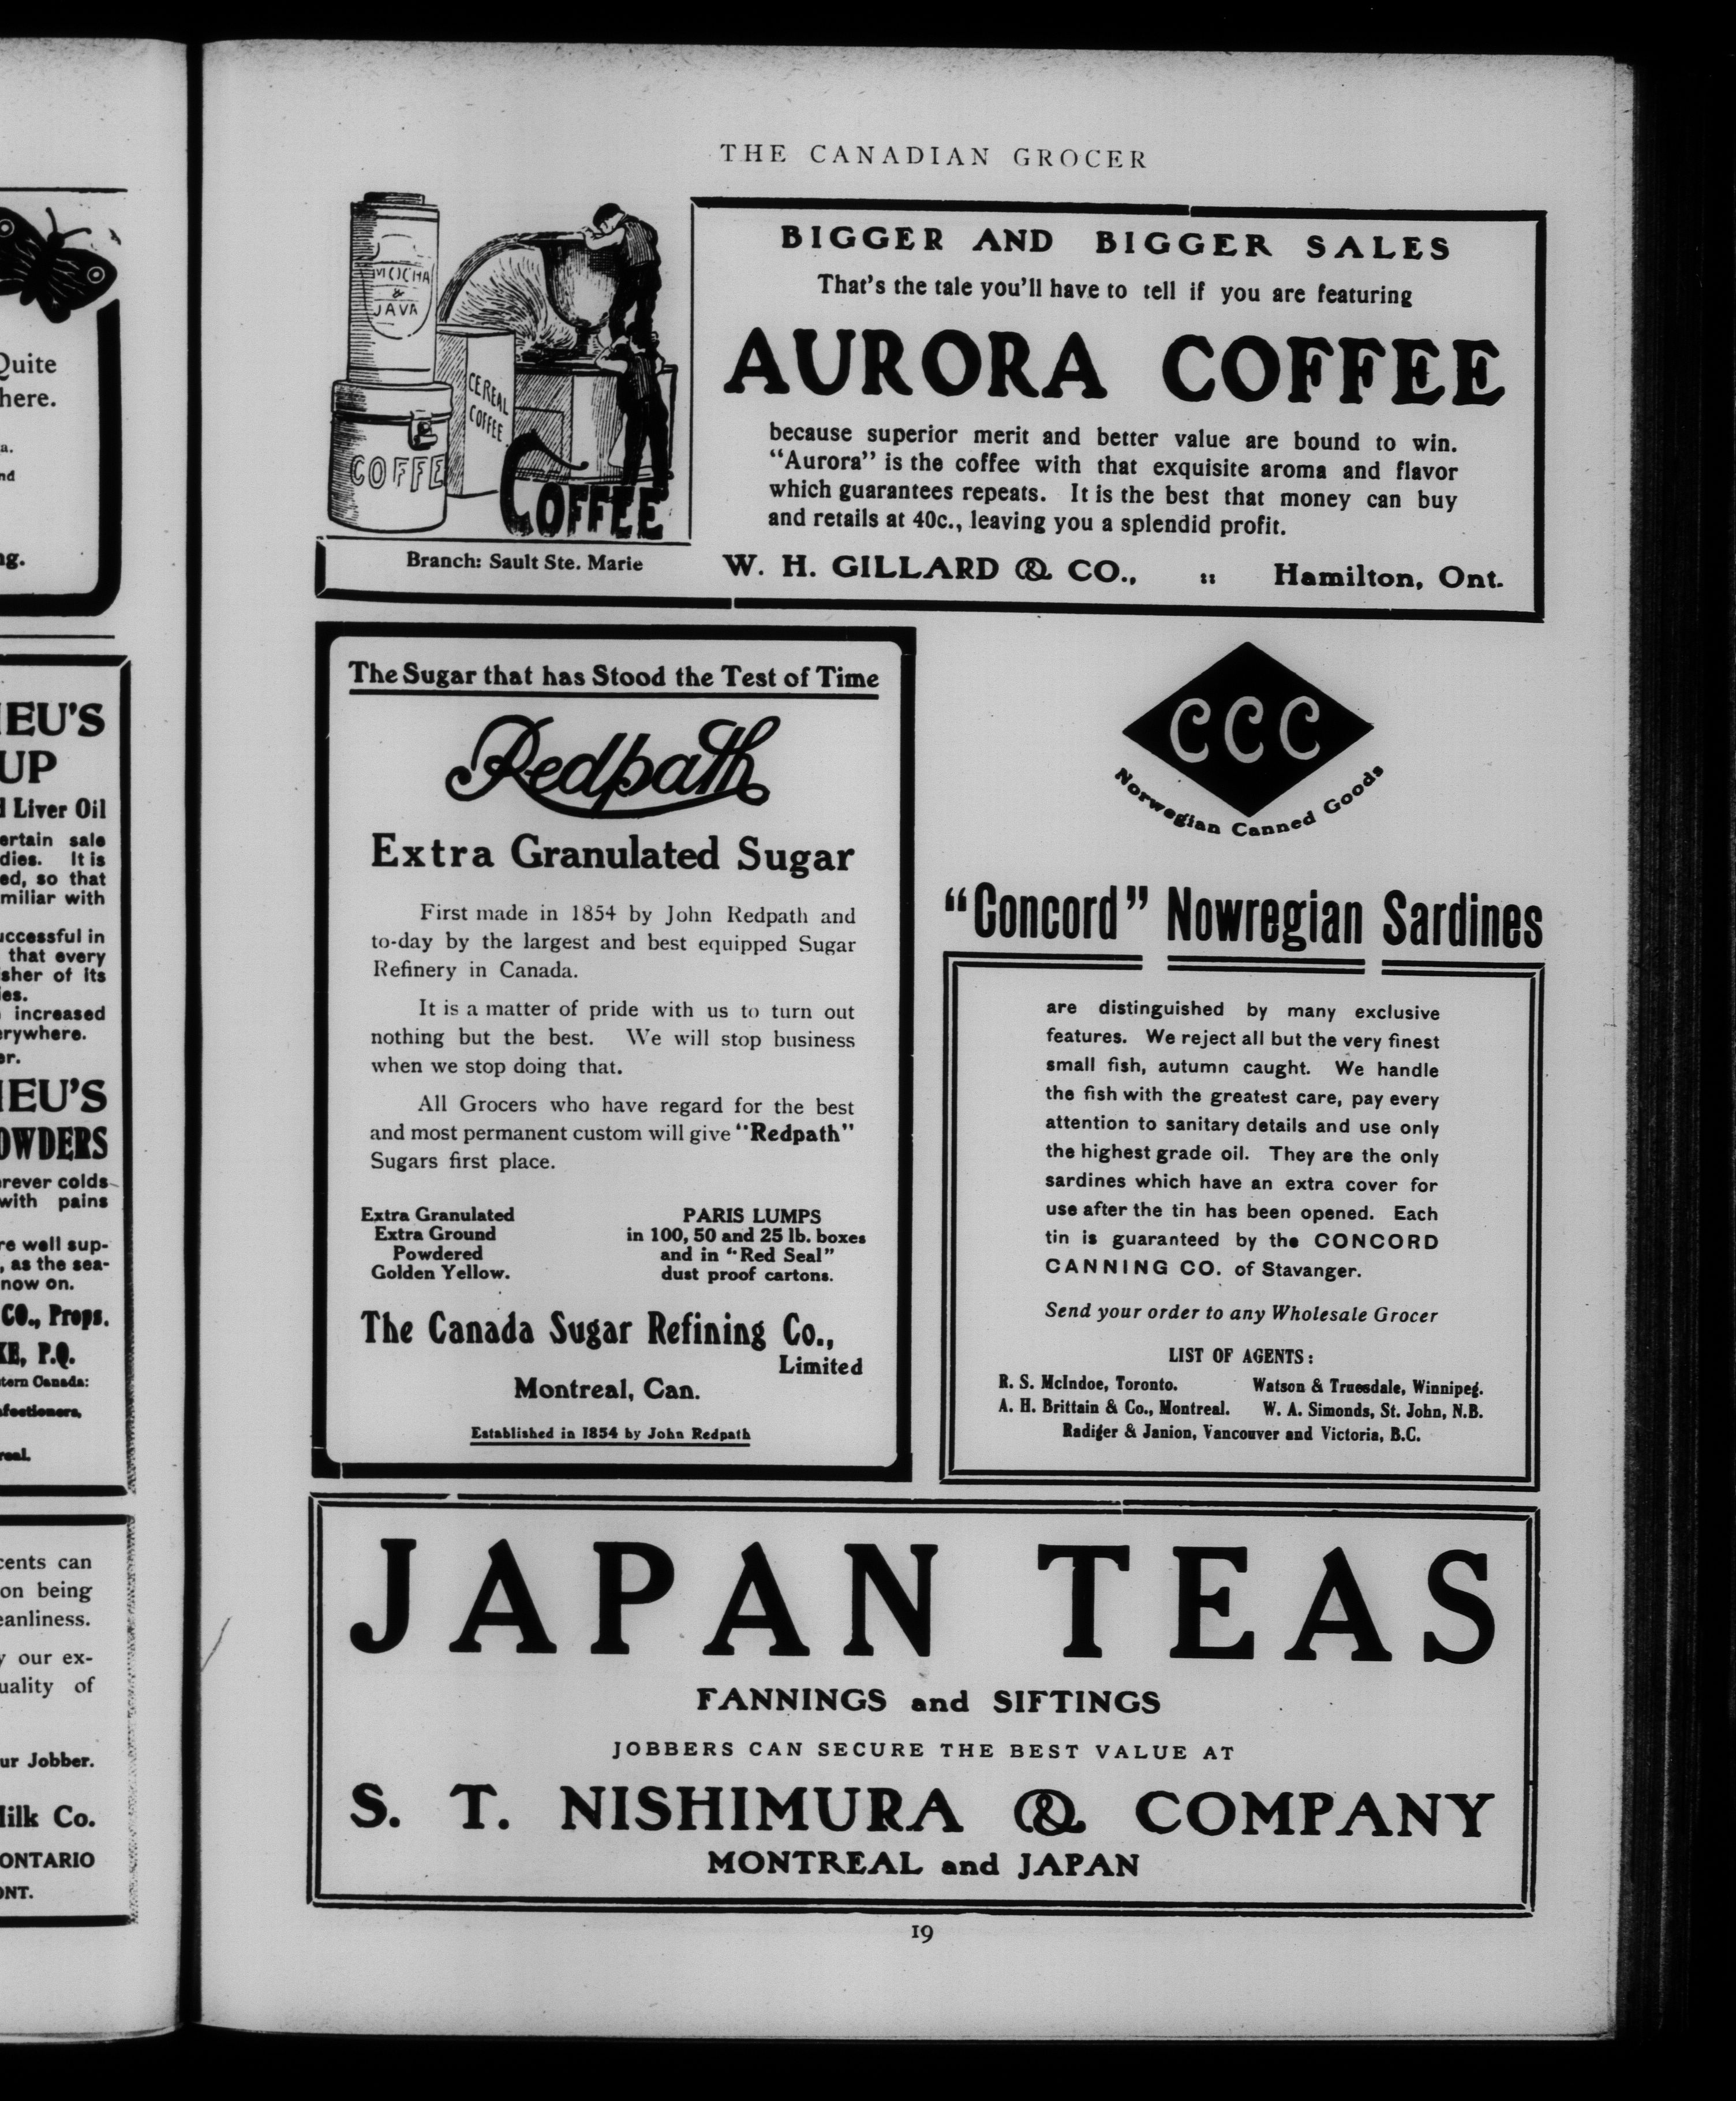 Quite
here.
a.
nd
ng.
IEU'S
UP
Liver Oil
ertain sale
dies. It is
ed, so that
miliar with
uccessful in
that every
sher of its
ies.
increased
erywhere.
er.
IEU'S
OWDERS
rever colds
with pains
re well sup-
, as the sea-
now on.
CO., Props.
KE, P.Q.
tern Canada:
nfectioners,
real.
cents can
on being
eanliness.
y our ex-
uality of
ur Jobber.
Milk Co.
ONTARIO
ONT.
THE CANADIAN GROCER
MOCHA
&
JAVA
CEREAL
COFFEE
COFFE
COFFEE
Branch: Sault Ste. Marie
BIGGER AND BIGGER SALES
That's the tale you'll have to tell if you are featuring
AURORA COFFEE
because superior merit and better value are bound to win.
"Aurora" is the coffee with that exquisite aroma and flavor
which guarantees repeats. It is the best that money can buy
and retails at 40c., leaving you a splendid profit.
W. H. GILLARD & CO., :: Hamilton, Ont.
The Sugar that has Stood the Test of Time
Redpath
Extra Granulated Sugar
First made in 1854 by John Redpath and
to-day by the largest and best equipped Sugar
Refinery in Canada.
It is a matter of pride with us to turn out
nothing but the best. We will stop business
when we stop doing that.
All Grocers who have regard for the best
and most permanent custom will give "Redpath"
Sugars first place.
Extra Granulated
Extra Ground
Powdered
Golden Yellow.
PARIS LUMPS
in 100, 50 and 25 lb. boxes
and in "Red Seal"
dust proof cartons.
The Canada Sugar Refining Co.,
Limited
Montreal, Can.
Established in 1854 by John Redpath
CCC
Norwegian Canned Goods
"Concord" Nowregian Sardines
are distinguished by many exclusive
features. We reject all but the very finest
small fish, autumn caught. We handle
the fish with the greatest care, pay every
attention to sanitary details and use only
the highest grade oil. They are the only
sardines which have an extra cover for
use after the tin has been opened. Each
tin is guaranteed by the CONCORD
CANNING CO. of Stavanger.
Send your order to any Wholesale Grocer
LIST OF AGENTS:
R. S. McIndoe, Toronto. Watson & Truesdale, Winnipeg.
A. H. Brittain & Co., Montreal. W. A. Simonds, St. John, N.B.
Radiger & Janion, Vancouver and Victoria, B.C.
JAPAN TEAS
FANNINGS and SIFTINGS
JOBBERS CAN SECURE THE BEST VALUE AT
S. T. NISHIMURA & COMPANY
MONTREAL and JAPAN
19